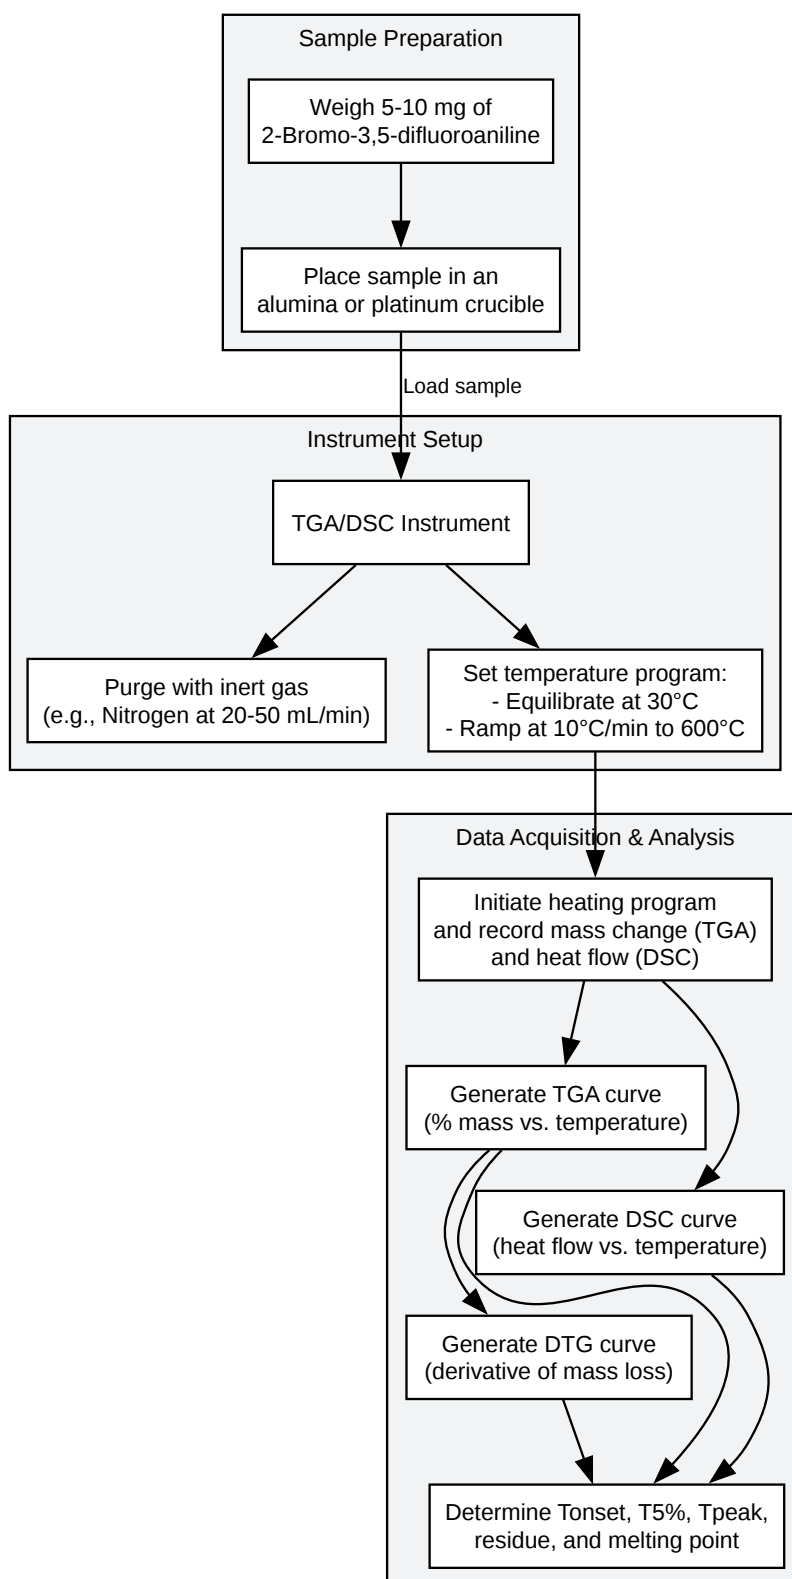 Sample Preparation
Weigh 5-10 mg of
2-Bromo-3,5-difluoroaniline
Place sample in an
alumina or platinum crucible
Load sample
Instrument Setup
TGA/DSC Instrument
Purge with inert gas
(e.g., Nitrogen at 20-50 mL/min)
Set temperature program:
- Equilibrate at 30°C
- Ramp at 10°C/min to 600°C
Data Acquisition & Analysis
Initiate heating program
and record mass change (TGA)
and heat flow (DSC)
Generate TGA curve
(% mass vs. temperature)
Generate DSC curve
(heat flow vs. temperature)
Generate DTG curve
(derivative of mass loss)
Determine Tonset, T5%, Tpeak,
residue, and melting point